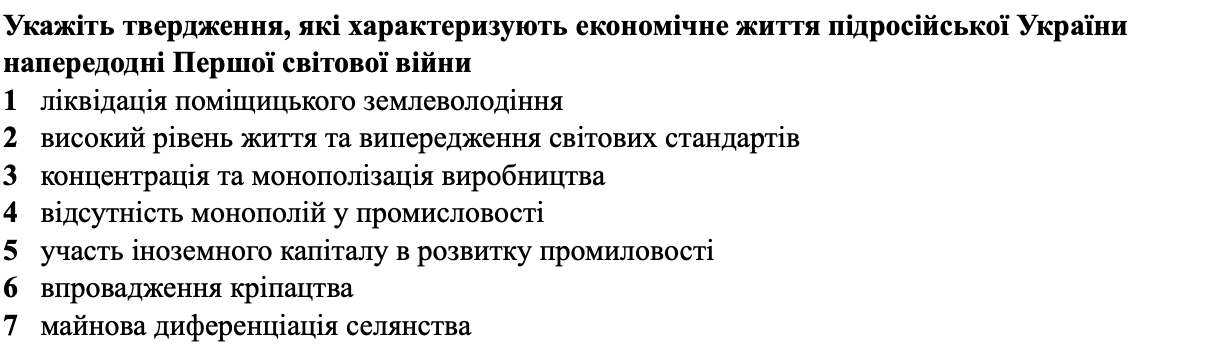 Укажіть твердження, які характеризують економічне життя підросійської України
напередодні Першої світової війни
1 ліквідація поміщицького землеволодіння
2 високий рівень життя та випередження світових стандартів
3 концентрація та монополізація виробництва
4 відсутність монополій у промисловості
5 участь іноземного капіталу в розвитку промиловості
6 впровадження кріпацтва
7 майнова диференціація селянства